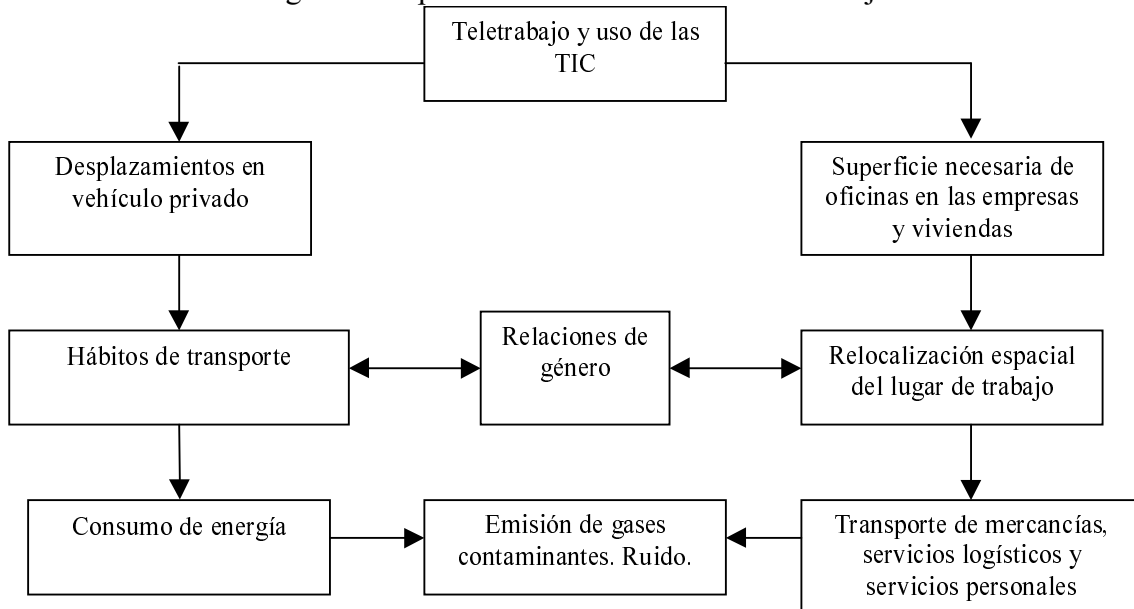 Teletrabajo y uso de las
TIC
Desplazamientos en
vehículo privado
Superficie necesaria de
oficinas en las empresas
y viviendas
Hábitos de transporte
Relaciones de
género
Relocalización espacial
del lugar de trabajo
Consumo de energía
Emisión de gases
contaminantes. Ruido.
Transporte de mercancías,
servicios logísticos y
servicios personales